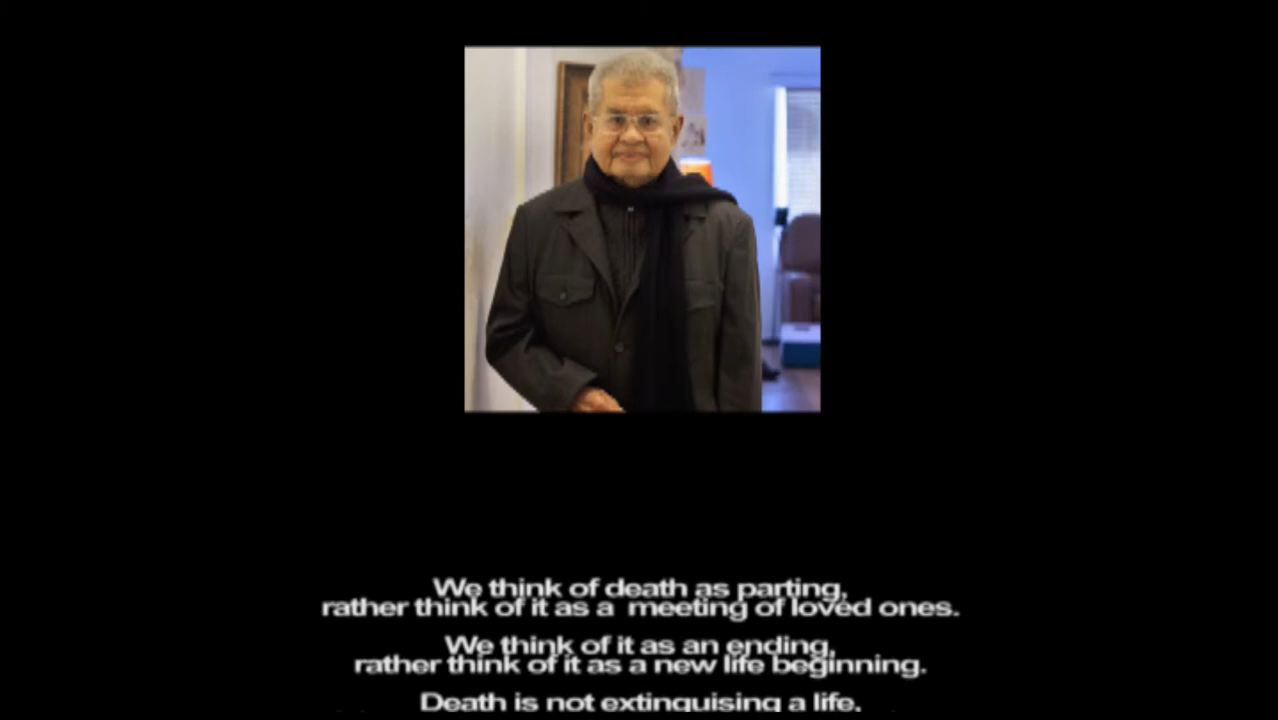 We think of death as parting,
rather think of it as a meeting of loved ones.
We think of it as an ending,
rather think of it as a new life beginning.
Death is not extinguising a life,